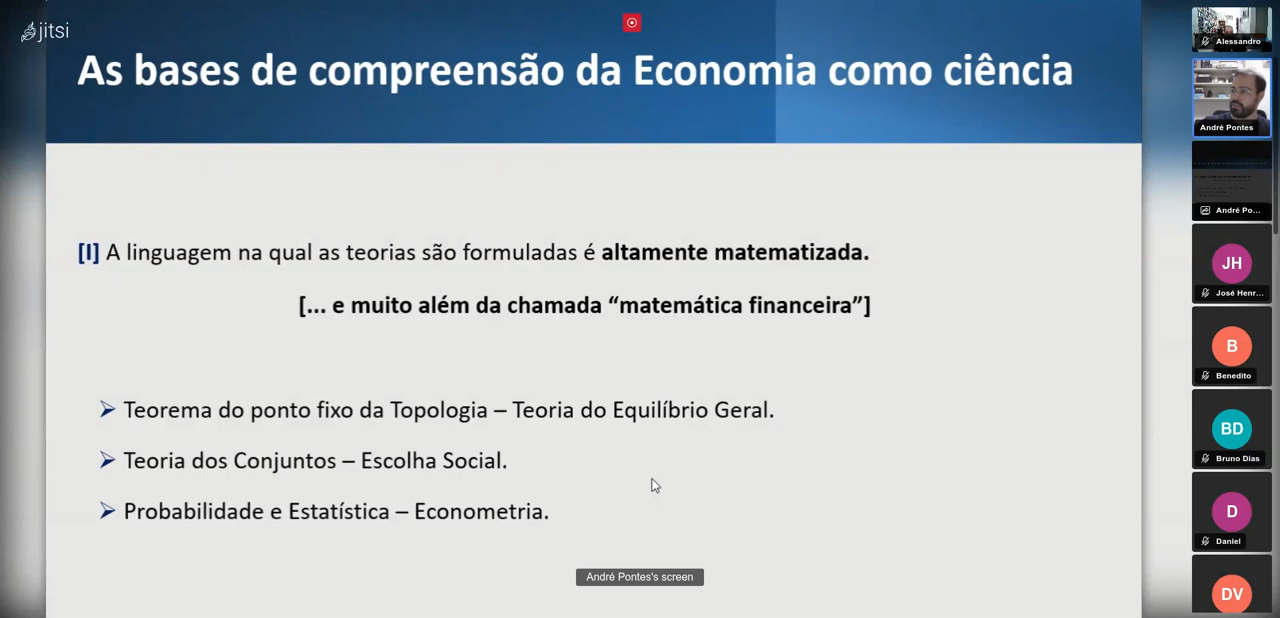 jitsi
As bases de compreensão da Economia como ciência
[I] A linguagem na qual as teorias são formuladas é altamente matematizada.
[... e muito além da chamada “matemática financeira”]
➢ Teorema do ponto fixo da Topologia – Teoria do Equilíbrio Geral.
➢ Teoria dos Conjuntos – Escolha Social.
➢ Probabilidade e Estatística – Econometria.
André Pontes's screen
Alessandro
André Pontes
André Po...
JH
José Henr...
B
Benedito
BD
Bruno Dias
D
Daniel
DV